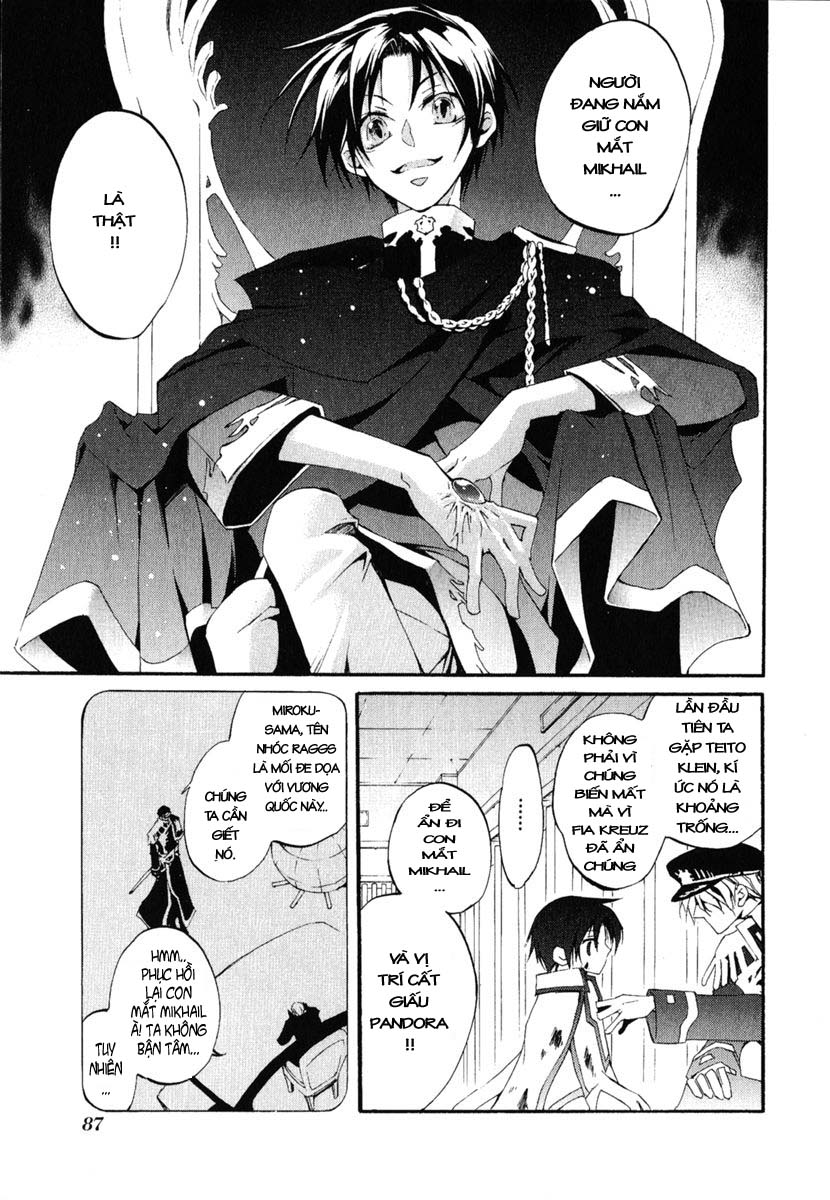 NGƯỜI
ĐANG NẮM
GIỮ CON
MẮT
MIKHAIL
...
LÀ
THẬT
!!
LẦN ĐẦU
TIÊN TA
GẶP TEITO
KLEIN, KÍ
ỨC NÓ LÀ
KHOẢNG
TRỐNG...
KHÔNG
PHẢI VÌ
CHÚNG
BIẾN MẤT
MÀ VÌ
FIA KREUZ
ĐÃ ẨN
CHÚNG
......
ĐỂ
ẨN ĐI
CON
MẮT
MIKHAIL
...
VÀ VỊ
TRÍ CẤT
GIẤU
PANDORA
!!
MIROKU-
SAMA, TÊN
NHÓC RAGGS
LÀ MỐI ĐE DỌA
VỚI VƯƠNG
QUỐC NÀY...
CHÚNG
TA CẦN
GIẾT
NÓ.
HMM..
PHỤC HỒI
LẠI CON
MẮT MIKHAIL
À! TA KHÔNG
BẬN TÂM...
TUY
NHIÊN
...
87